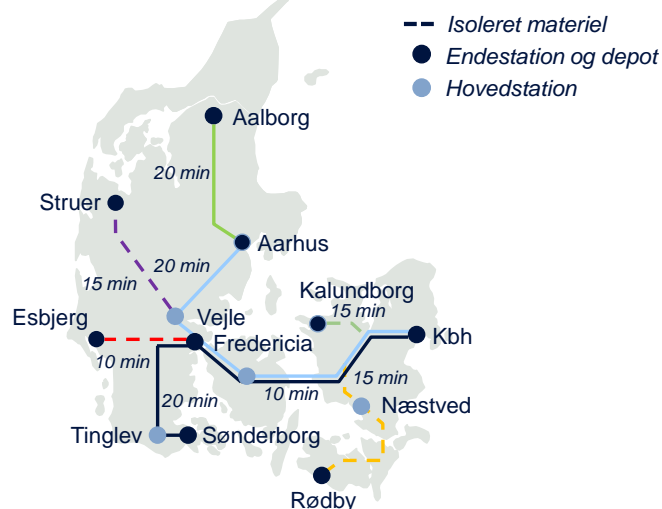 Isoleret materiel
Endestation og depot
Hovedstation
Aalborg
20 min
Struer
Aarhus
20 min
15 min
Kalundborg
15 min
Esbjerg
Vejle
Fredericia
Kbh
10 min
10 min
15 min
20 min
Næstved
Tinglev
Sønderborg
Rødby